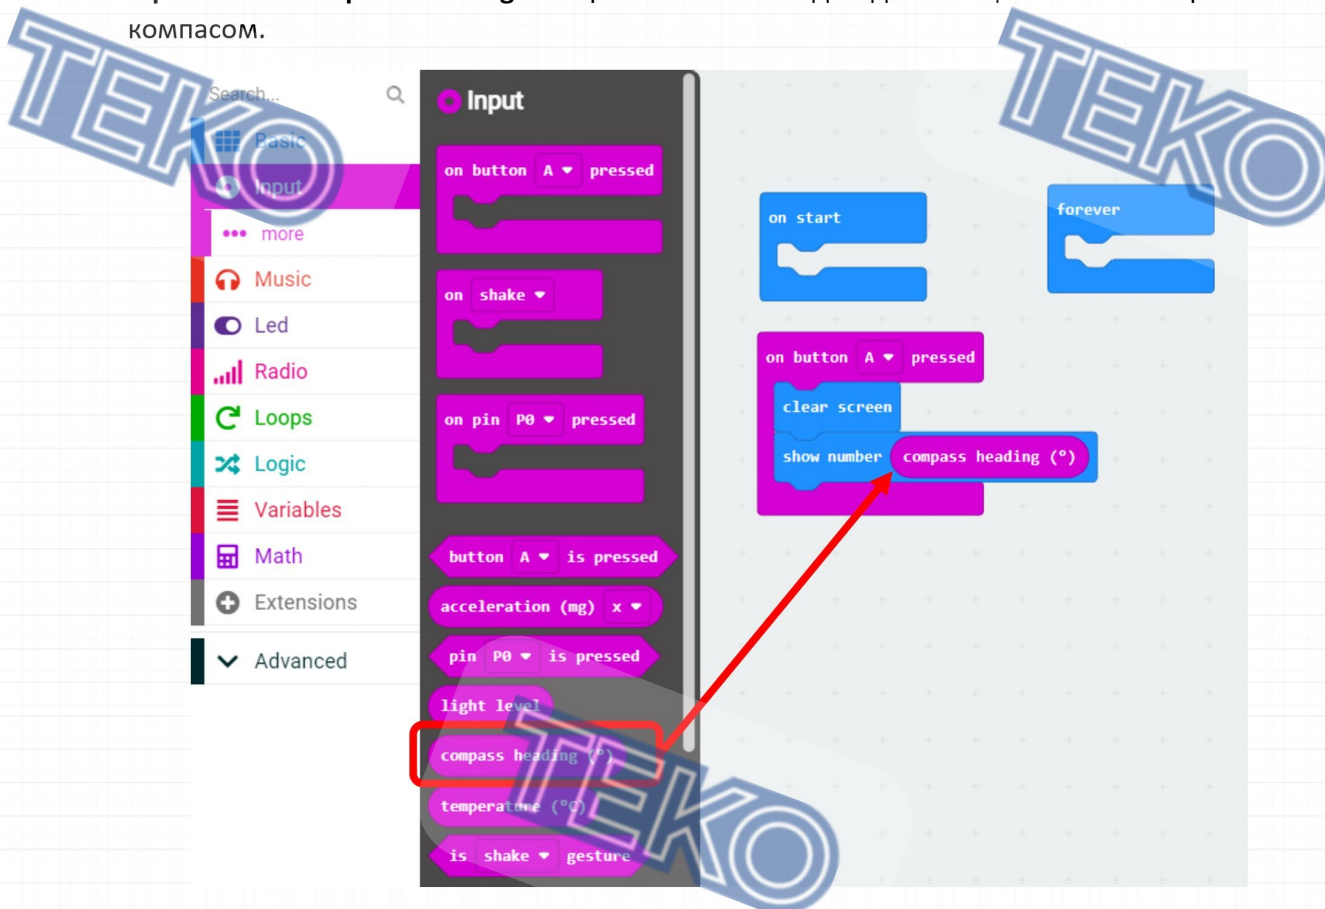 компасом.
TEKO
TEKO
Search...
Basic
Input
more
Music
Led
Radio
Loops
Logic
Variables
Math
Extensions
Advanced
Input
on button A pressed
on shake
on pin P0 pressed
button A is pressed
acceleration (mg) x
pin P0 is pressed
light level
compass heading (°)
temperature (°C)
is shake gesture
TEKO
on start
forever
on button A pressed
clear screen
show number compass heading (°)